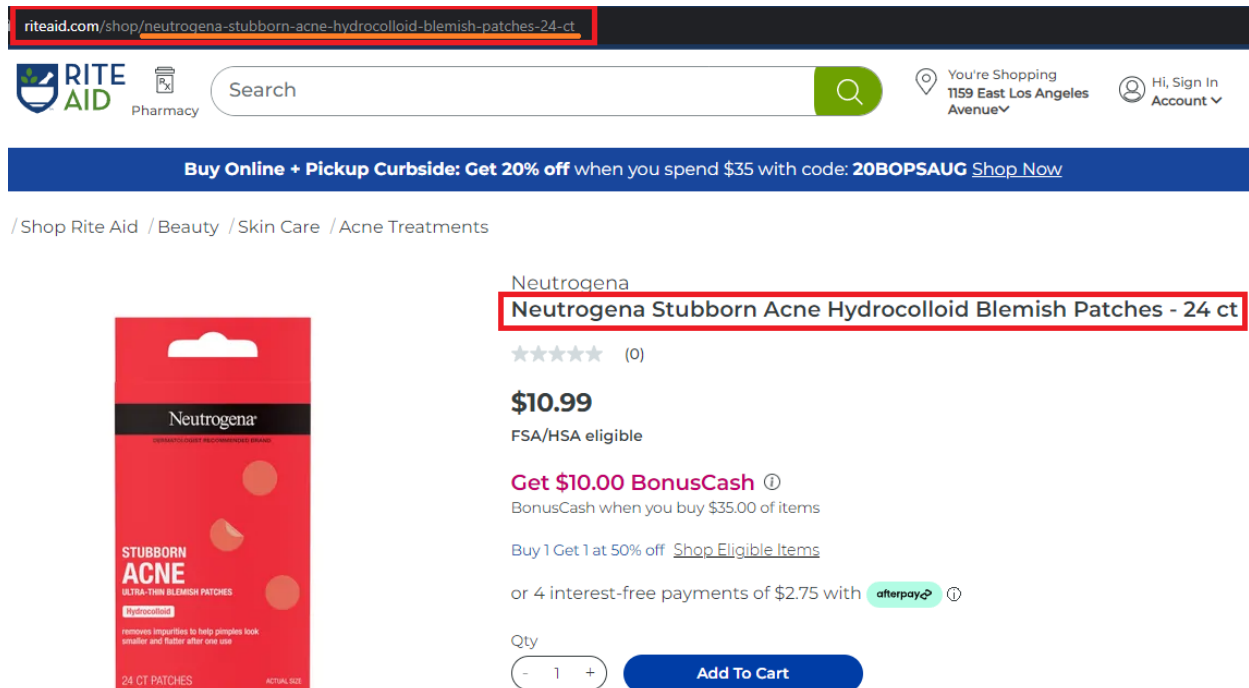 riteaid.com/shop/neutrogena-stubborn-acne-hydrocolloid-blemish-patches-24-ct
RITE AID
Pharmacy
Search
You're Shopping
1159 East Los Angeles
Avenue
Hi, Sign In
Account
Buy Online + Pickup Curbside: Get 20% off when you spend $35 with code: 20BOPSAUG Shop Now
/ Shop Rite Aid / Beauty / Skin Care / Acne Treatments
Neutrogena
Neutrogena Stubborn Acne Hydrocolloid Blemish Patches - 24 ct
(0)
$10.99
FSA/HSA eligible
Get $10.00 BonusCash
BonusCash when you buy $35.00 of items
Buy 1 Get 1 at 50% off Shop Eligible Items
or 4 interest-free payments of $2.75 with afterpay
Qty
- 1 +
Add To Cart
Neutrogena®
DERMATOLOGIST RECOMMENDED BRAND
STUBBORN
ACNE
ULTRA-THIN BLEMISH PATCHES
Hydrocolloid
removes impurities to help pimples look
smaller and flatter after one use
24 CT PATCHES
ACTUAL SIZE